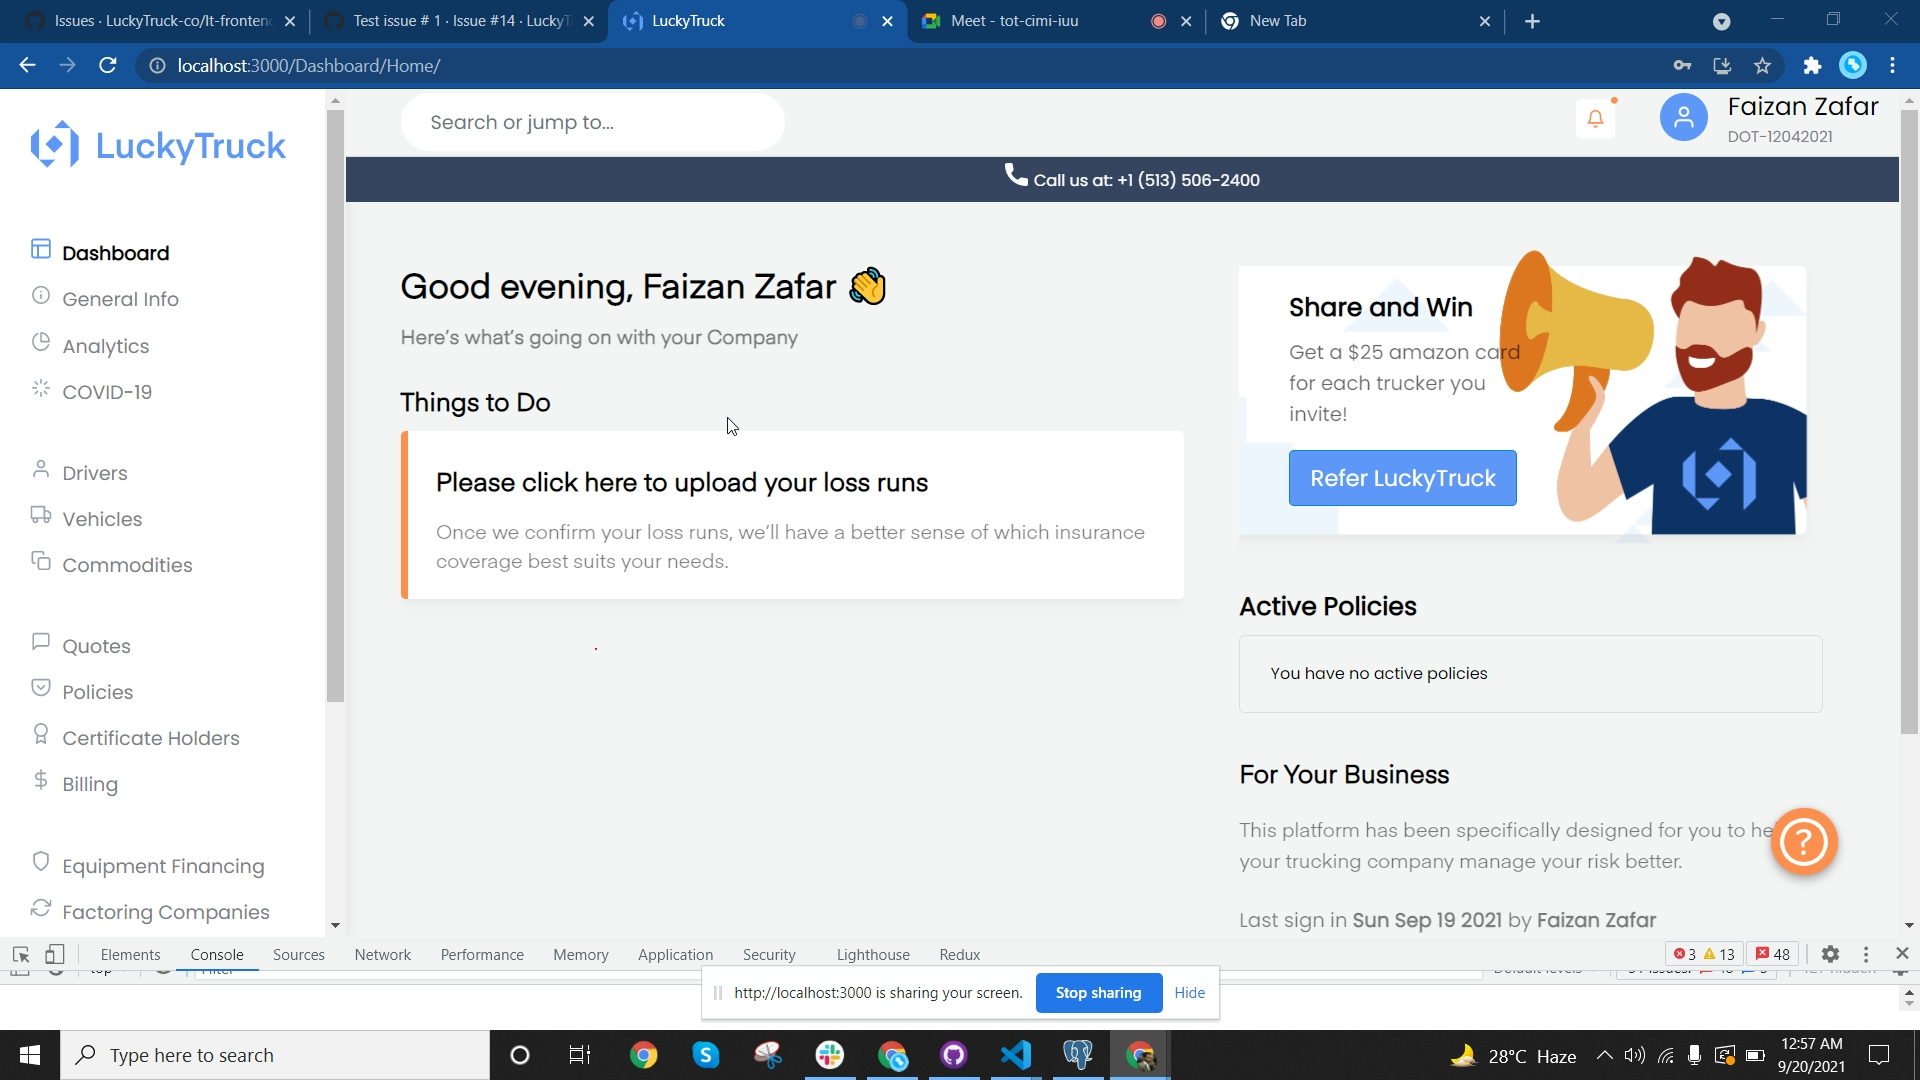 Issues · LuckyTruck-co/lt-frontend
Test issue # 1 · Issue #14 · LuckyT
LuckyTruck
Meet - tot-cimi-iuu
New Tab
localhost:3000/Dashboard/Home/
LuckyTruck
Search or jump to...
Faizan Zafar
DOT-12042021
Call us at: +1 (513) 506-2400
Dashboard
General Info
Analytics
COVID-19
Drivers
Vehicles
Commodities
Quotes
Policies
Certificate Holders
Billing
Equipment Financing
Factoring Companies
Good evening, Faizan Zafar 👋
Here's what's going on with your Company
Things to Do
Please click here to upload your loss runs
Once we confirm your loss runs, we'll have a better sense of which insurance
coverage best suits your needs.
Share and Win
Get a $25 amazon card
for each trucker you
invite!
Refer LuckyTruck
Active Policies
You have no active policies
For Your Business
This platform has been specifically designed for you to he
your trucking company manage your risk better.
Last sign in Sun Sep 19 2021 by Faizan Zafar
?
Elements Console Sources Network Performance Memory Application Security Lighthouse Redux
3 13 48
http://localhost:3000 is sharing your screen.
Stop sharing
Hide
Type here to search
28°C Haze
12:57 AM
9/20/2021